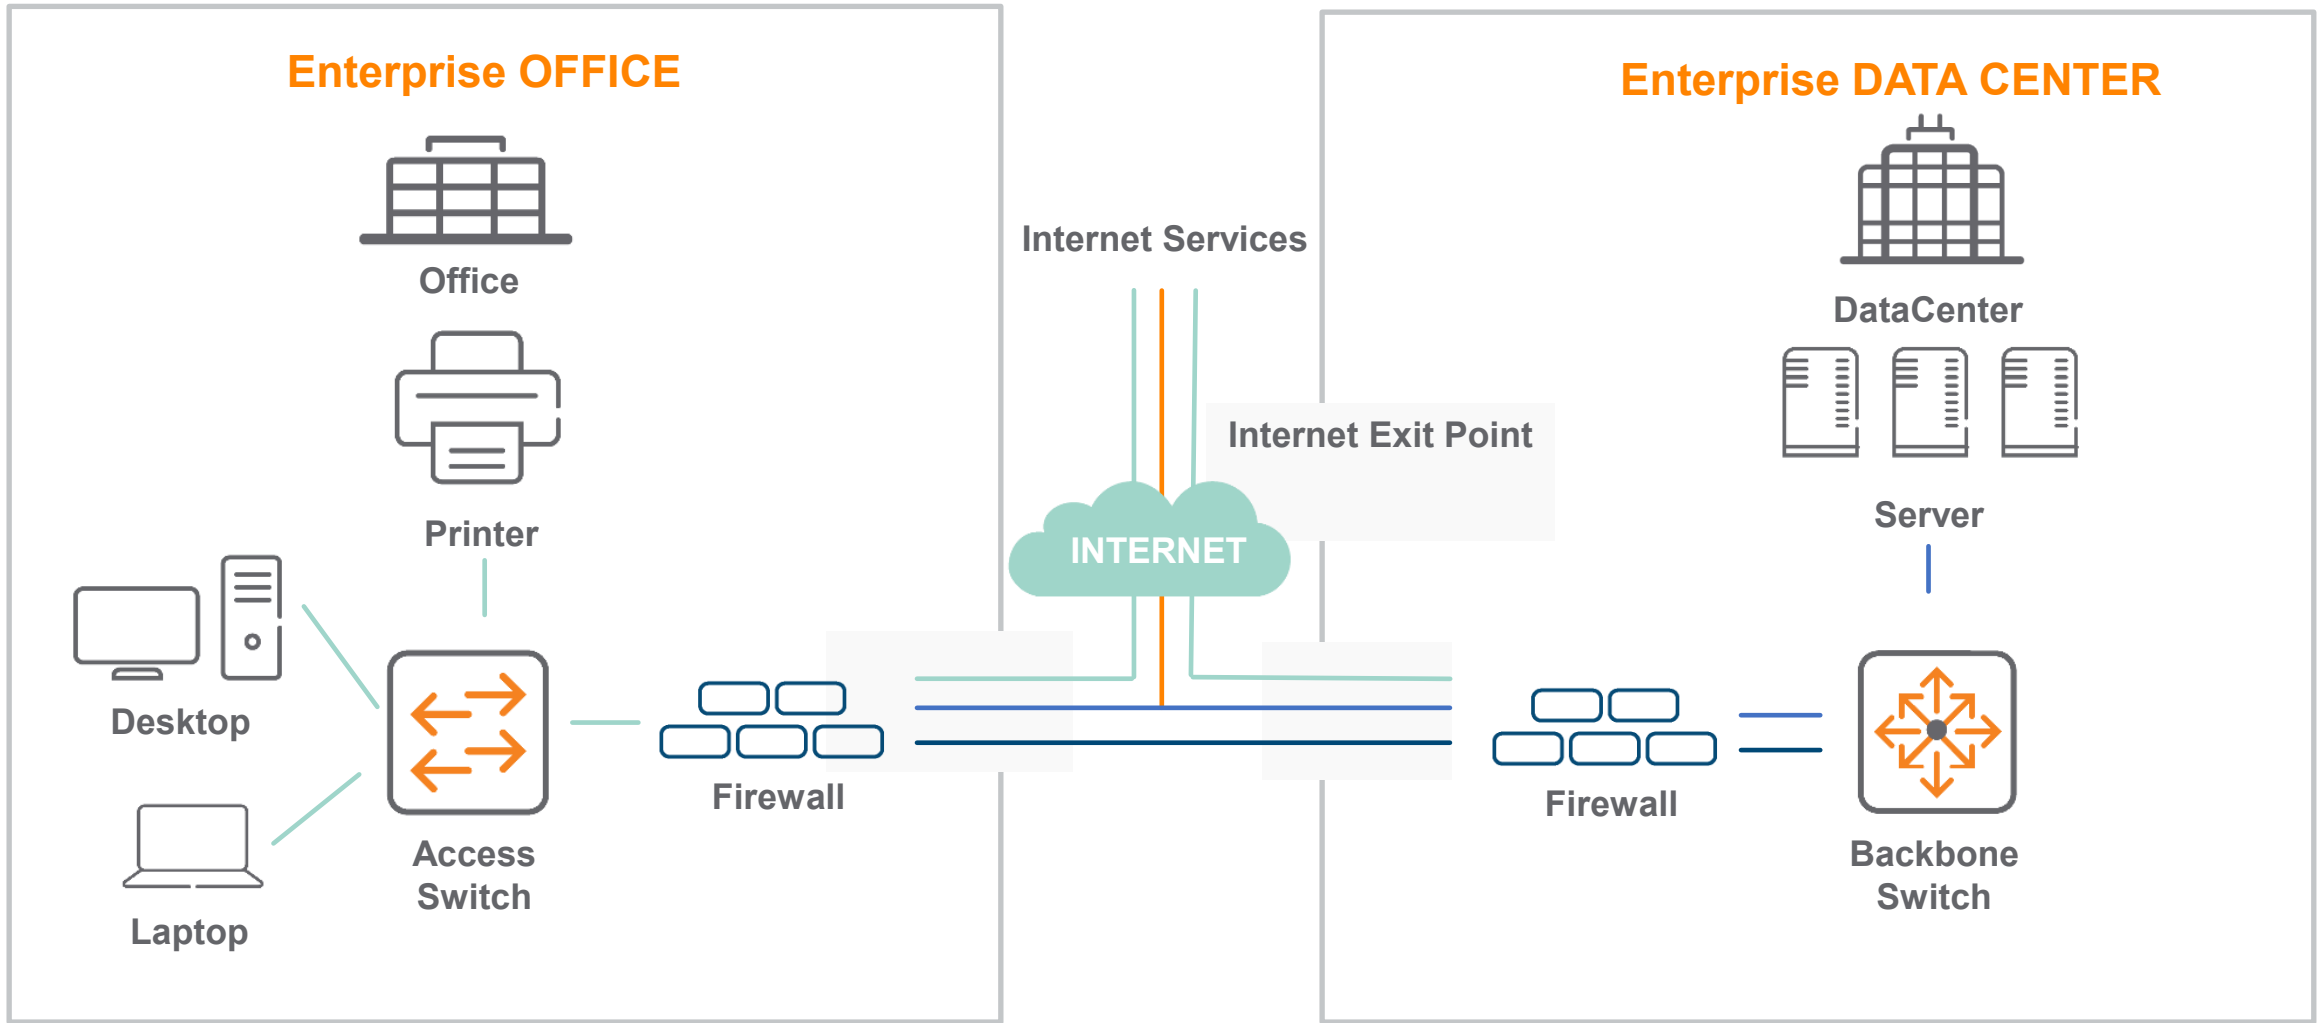 Enterprise OFFICE
Office
Printer
Desktop
Laptop
Access
Switch
Firewall
Internet Services
Internet Exit Point
INTERNET
Enterprise DATA CENTER
DataCenter
Server
Firewall
Backbone
Switch